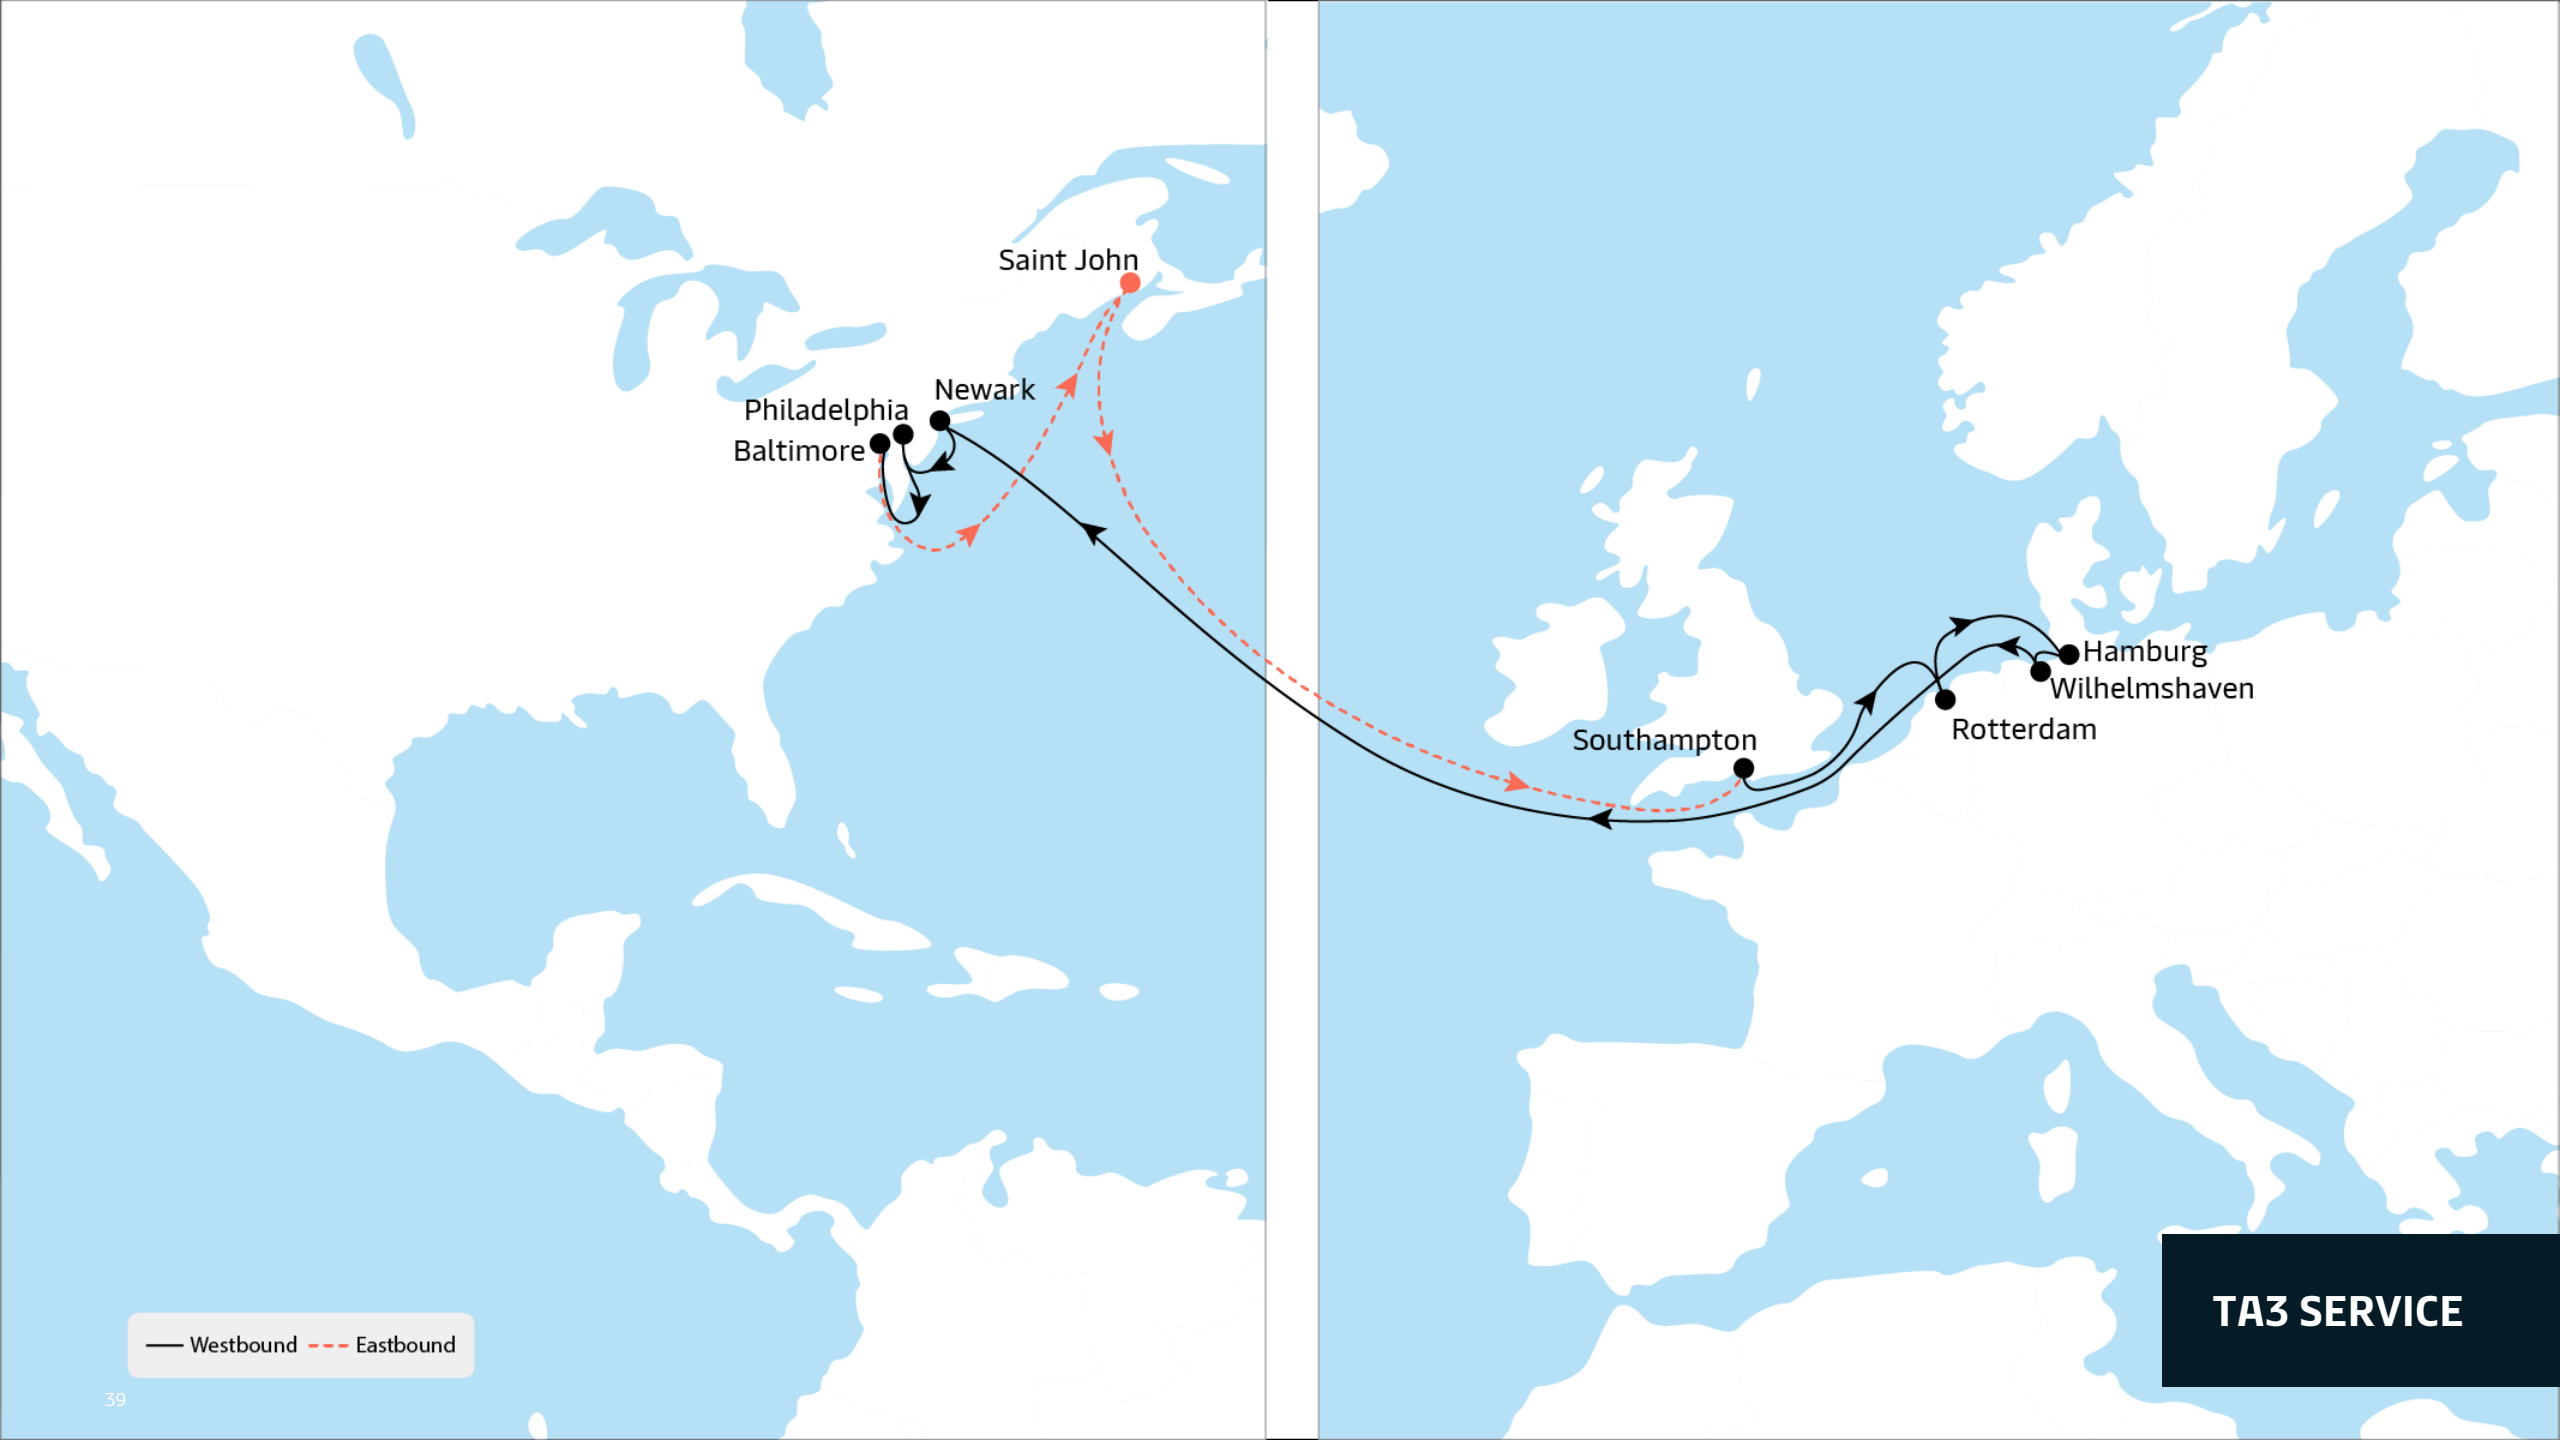 Saint John
Newark
Philadelphia
Baltimore
Hamburg
Wilhelmshaven
Rotterdam
Southampton
TA3 SERVICE
Westbound Eastbound
39